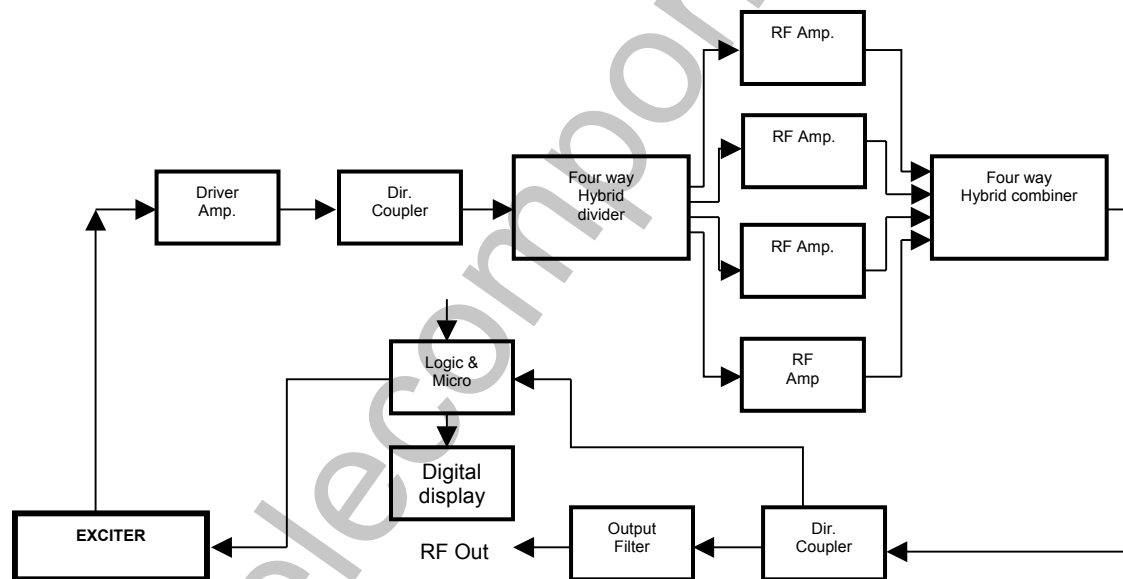 RF Amp.
RF Amp.
Driver
Amp.
Dir.
Coupler
Four way
Hybrid
divider
Four way
Hybrid combiner
RF Amp.
RF
Amp
Logic &
Micro
Digital
display
EXCITER
RF Out
Output
Filter
Dir.
Coupler
elecompo